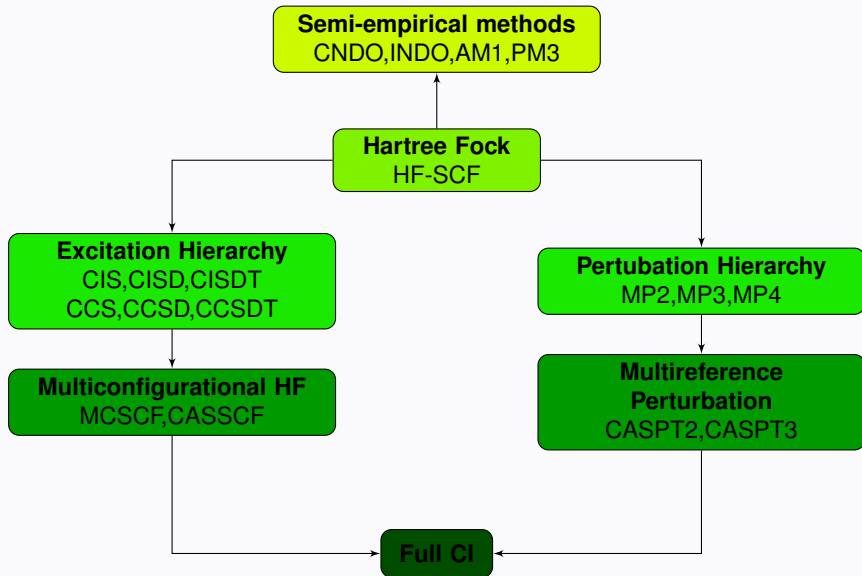 Semi-empirical methods
CNDO,INDO,AM1,PM3
Hartree Fock
HF-SCF
Excitation Hierarchy
CIS,CISD,CISDT
CCS,CCSD,CCSDT
Pertubation Hierarchy
MP2,MP3,MP4
Multiconfigurational HF
MCSCF,CASSCF
Multireference
Perturbation
CASPT2,CASPT3
Full CI